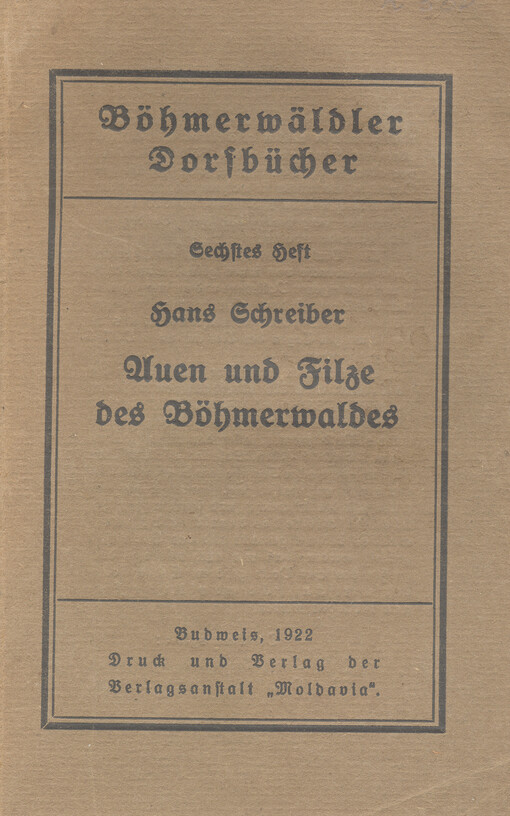 Böhmerwäldler
Dorfbücher
Sechſtes Heft
Hans Schreiber
Auen und Filze
des Böhmerwaldes
Budweis, 1922
Druck und Verlag der
Verlagsanſtalt „Moldavia".